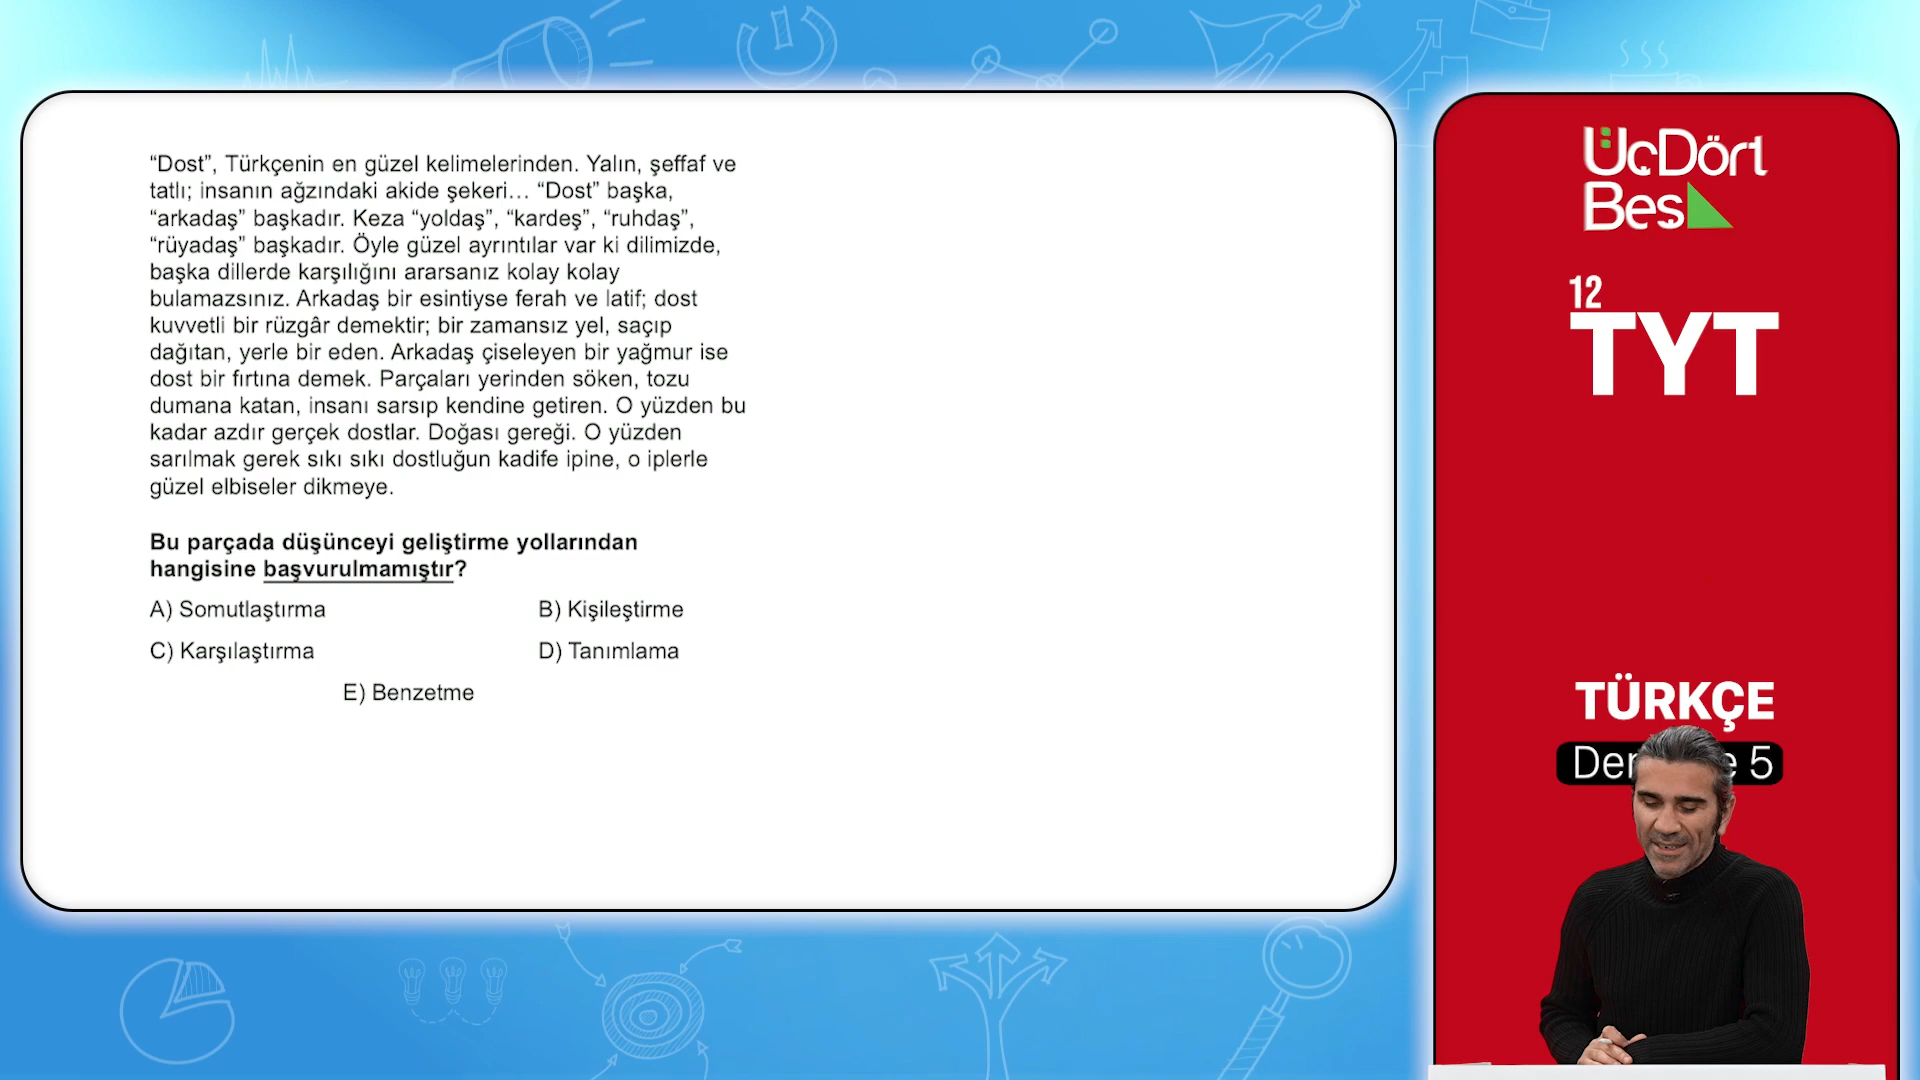 “Dost”, Türkçenin en güzel kelimelerinden. Yalın, şeffaf ve
tatlı; insanın ağzındaki akide şekeri… “Dost” başka,
“arkadaş” başkadır. Keza “yoldaş”, “kardeş”, “ruhdaş”,
“rüyadaş” başkadır. Öyle güzel ayrıntılar var ki dilimizde,
başka dillerde karşılığını ararsanız kolay kolay
bulamazsınız. Arkadaş bir esintiyse ferah ve latif; dost
kuvvetli bir rüzgâr demektir; bir zamansız yel, saçıp
dağıtan, yerle bir eden. Arkadaş çiseleyen bir yağmur ise
dost bir fırtına demek. Parçaları yerinden söken, tozu
dumana katan, insanı sarsıp kendine getiren. O yüzden bu
kadar azdır gerçek dostlar. Doğası gereği. O yüzden
sarılmak gerek sıkı sıkı dostluğun kadife ipine, o iplerle
güzel elbiseler dikmeye.
Bu parçada düşünceyi geliştirme yollarından
hangisine başvurulmamıştır?
A) Somutlaştırma
B) Kişileştirme
C) Karşılaştırma
D) Tanımlama
E) Benzetme
ÜçDört
Beş
12
TYT
TÜRKÇE
5